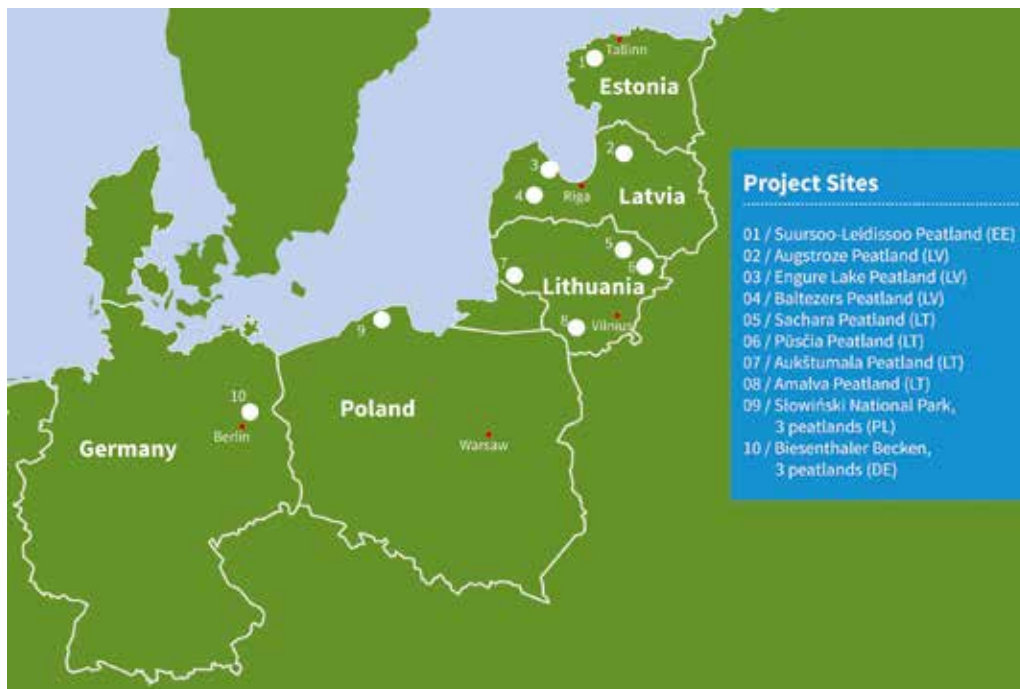 Tallinn
1
Estonia
2
3
Riga
4
Latvia
5
6
7
Lithuania
8
Vilnius
9
10
Berlin
Poland
Warsaw
Germany
Project Sites
01 / Suursoo-Leidissoo Peatland (EE)
02 / Augstroze Peatland (LV)
03 / Engure Lake Peatland (LV)
04 / Baltezers Peatland (LV)
05 / Sachara Peatland (LT)
06 / Pūsčia Peatland (LT)
07 / Aukštumala Peatland (LT)
08 / Amalva Peatland (LT)
09 / Słowiński National Park,
3 peatlands (PL)
10 / Biesenthaler Becken,
3 peatlands (DE)